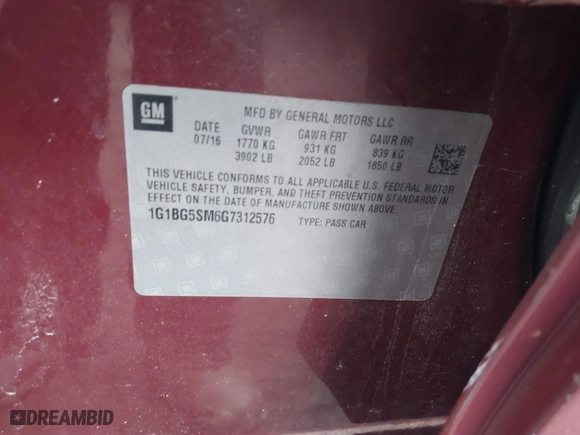 GM
MFD BY GENERAL MOTORS LLC
DATE GVWR GAWR FRT GAWR RR
07/16 1770 KG 931 KG 839 KG
3902 LB 2052 LB 1850 LB
THIS VEHICLE CONFORMS TO ALL APPLICABLE U.S. FEDERAL MOTOR
VEHICLE SAFETY, BUMPER, AND THEFT PREVENTION STANDARDS IN
EFFECT ON THE DATE OF MANUFACTURE SHOWN ABOVE.
1G1BG5SM6G7312576 TYPE: PASS CAR
DREAMBID